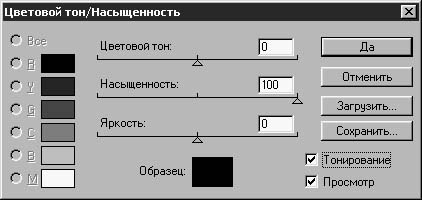 Цветовой тон/Насыщенность
Все
R
Y
G
C
B
M
Цветовой тон: 0
Насыщенность: 100
Яркость: 0
Образец:
Да
Отменить
Загрузить...
Сохранить...
Тонирование
Просмотр